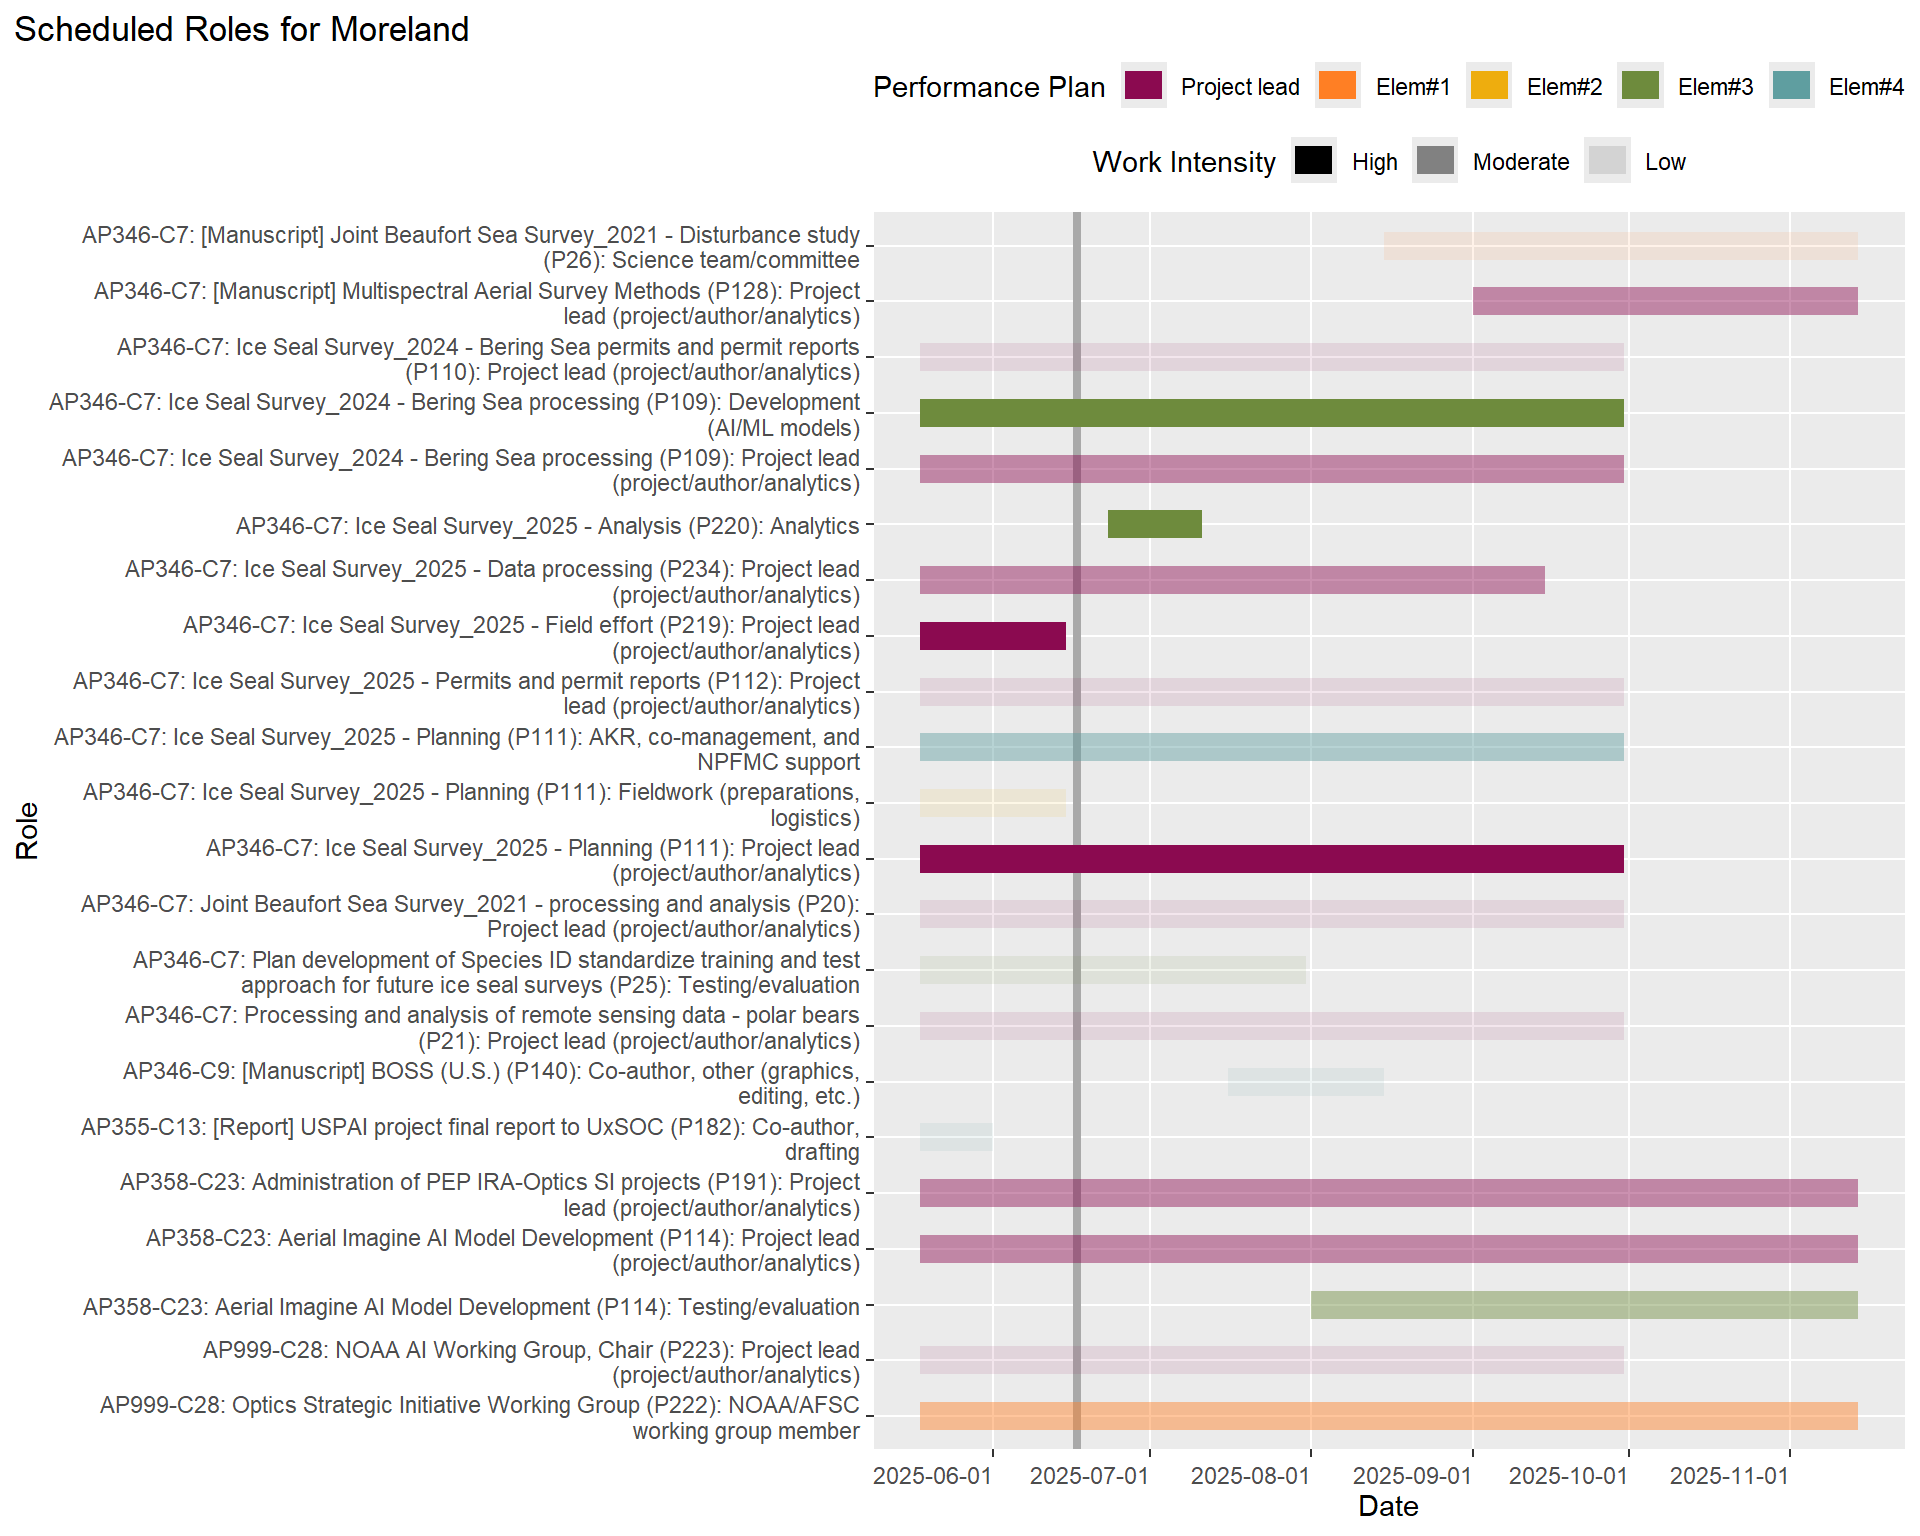 Scheduled Roles for Moreland
Performance Plan Project lead Elem#1 Elem#2 Elem#3 Elem#4
Work Intensity High Moderate Low
AP346-C7: [Manuscript] Joint Beaufort Sea Survey_2021 - Disturbance study
(P26): Science team/committee
AP346-C7: [Manuscript] Multispectral Aerial Survey Methods (P128): Project
lead (project/author/analytics)
AP346-C7: Ice Seal Survey_2024 - Bering Sea permits and permit reports
(P110): Project lead (project/author/analytics)
AP346-C7: Ice Seal Survey_2024 - Bering Sea processing (P109): Development
(AI/ML models)
AP346-C7: Ice Seal Survey_2024 - Bering Sea processing (P109): Project lead
(project/author/analytics)
AP346-C7: Ice Seal Survey_2025 - Analysis (P220): Analytics
AP346-C7: Ice Seal Survey_2025 - Data processing (P234): Project lead
(project/author/analytics)
AP346-C7: Ice Seal Survey_2025 - Field effort (P219): Project lead
(project/author/analytics)
AP346-C7: Ice Seal Survey_2025 - Permits and permit reports (P112): Project
lead (project/author/analytics)
AP346-C7: Ice Seal Survey_2025 - Planning (P111): AKR, co-management, and
NPFMC support
AP346-C7: Ice Seal Survey_2025 - Planning (P111): Fieldwork (preparations,
logistics)
AP346-C7: Ice Seal Survey_2025 - Planning (P111): Project lead
(project/author/analytics)
AP346-C7: Joint Beaufort Sea Survey_2021 - processing and analysis (P20):
Project lead (project/author/analytics)
AP346-C7: Plan development of Species ID standardize training and test
approach for future ice seal surveys (P25): Testing/evaluation
AP346-C7: Processing and analysis of remote sensing data - polar bears
(P21): Project lead (project/author/analytics)
AP346-C9: [Manuscript] BOSS (U.S.) (P140): Co-author, other (graphics,
editing, etc.)
AP355-C13: [Report] USPAI project final report to UxSOC (P182): Co-author,
drafting
AP358-C23: Administration of PEP IRA-Optics SI projects (P191): Project
lead (project/author/analytics)
AP358-C23: Aerial Imagine AI Model Development (P114): Project lead
(project/author/analytics)
AP358-C23: Aerial Imagine AI Model Development (P114): Testing/evaluation
AP999-C28: NOAA AI Working Group, Chair (P223): Project lead
(project/author/analytics)
AP999-C28: Optics Strategic Initiative Working Group (P222): NOAA/AFSC
working group member
Role
2025-06-01 2025-07-01 2025-08-01 2025-09-01 2025-10-01 2025-11-01
Date